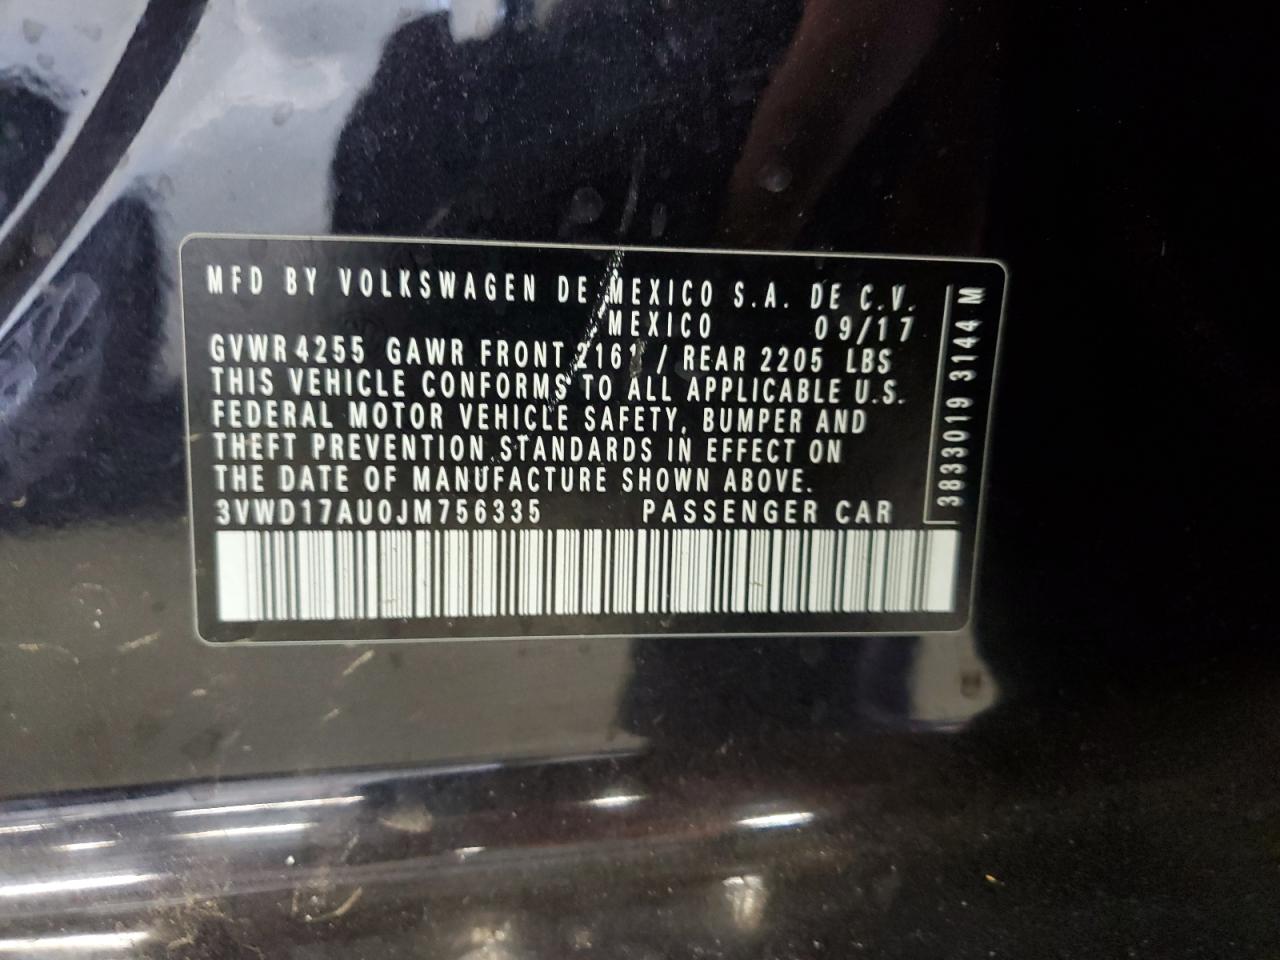 MFD BY VOLKSWAGEN DE MEXICO S.A. DE C.V.
MEXICO 09/17
GVWR 4255 GAWR FRONT 2161 / REAR 2205 LBS
THIS VEHICLE CONFORMS TO ALL APPLICABLE U.S.
FEDERAL MOTOR VEHICLE SAFETY, BUMPER AND
THEFT PREVENTION STANDARDS IN EFFECT ON
THE DATE OF MANUFACTURE SHOWN ABOVE.
3VWD17AU0JM756335 PASSENGER CAR
3833019 3144 M